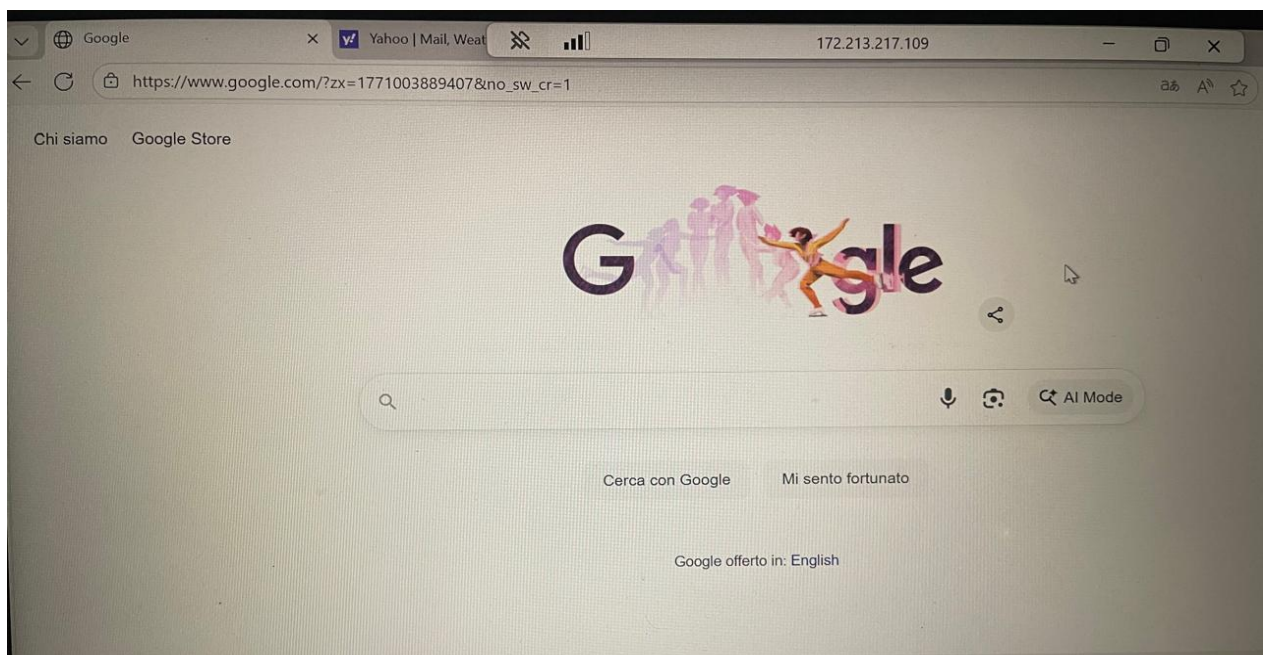 Google
Yahoo | Mail, Weat
172.213.217.109
https://www.google.com/?zx=1771003889407&no_sw_cr=1
Chi siamo
Google Store
G gle
AI Mode
Cerca con Google
Mi sento fortunato
Google offerto in: English